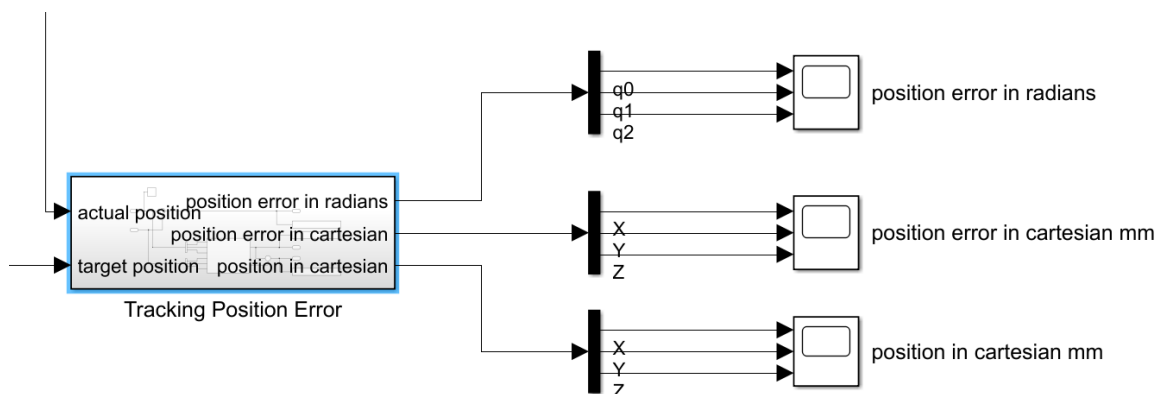 q0
q1
q2
position error in radians
actual position
target position
position error in radians
position error in cartesian
position in cartesian
Tracking Position Error
X
Y
Z
position error in cartesian mm
X
Y
Z
position in cartesian mm